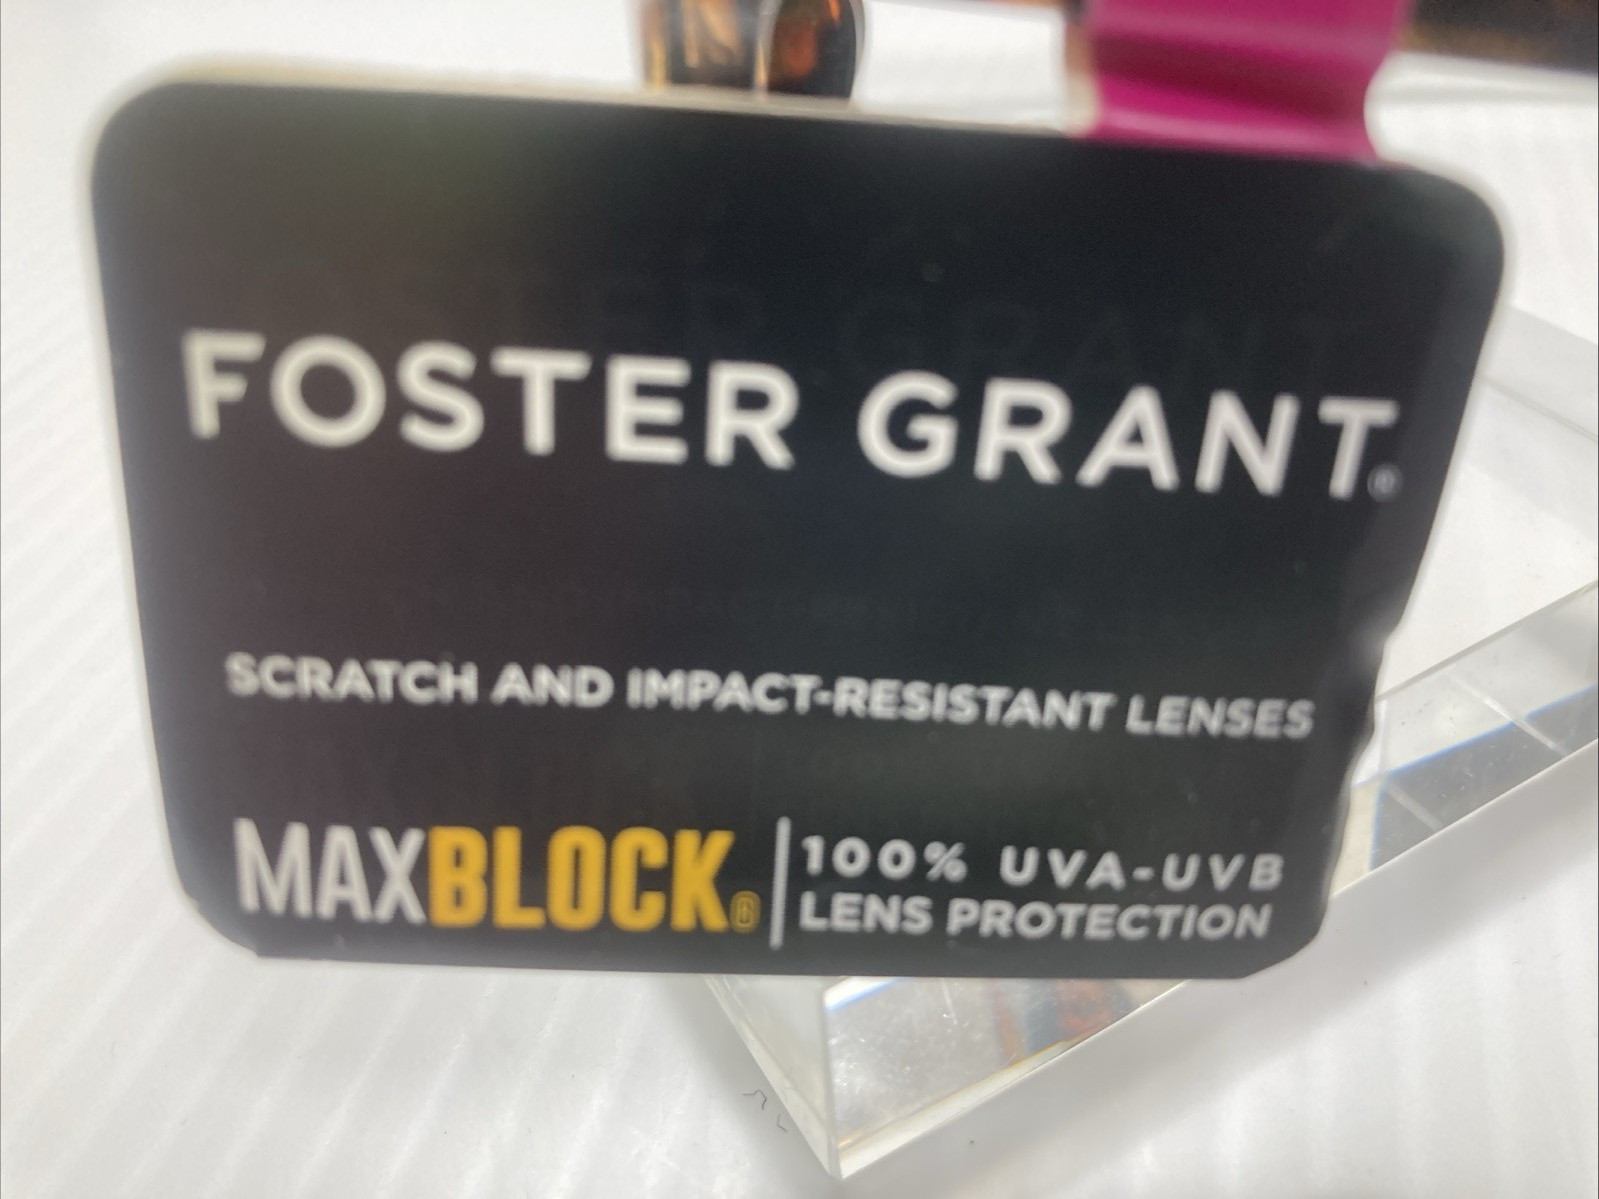 FOSTER GRANT®
SCRATCH AND IMPACT-RESISTANT LENSES
MAXBLOCK® 100% UVA-UVB
LENS PROTECTION